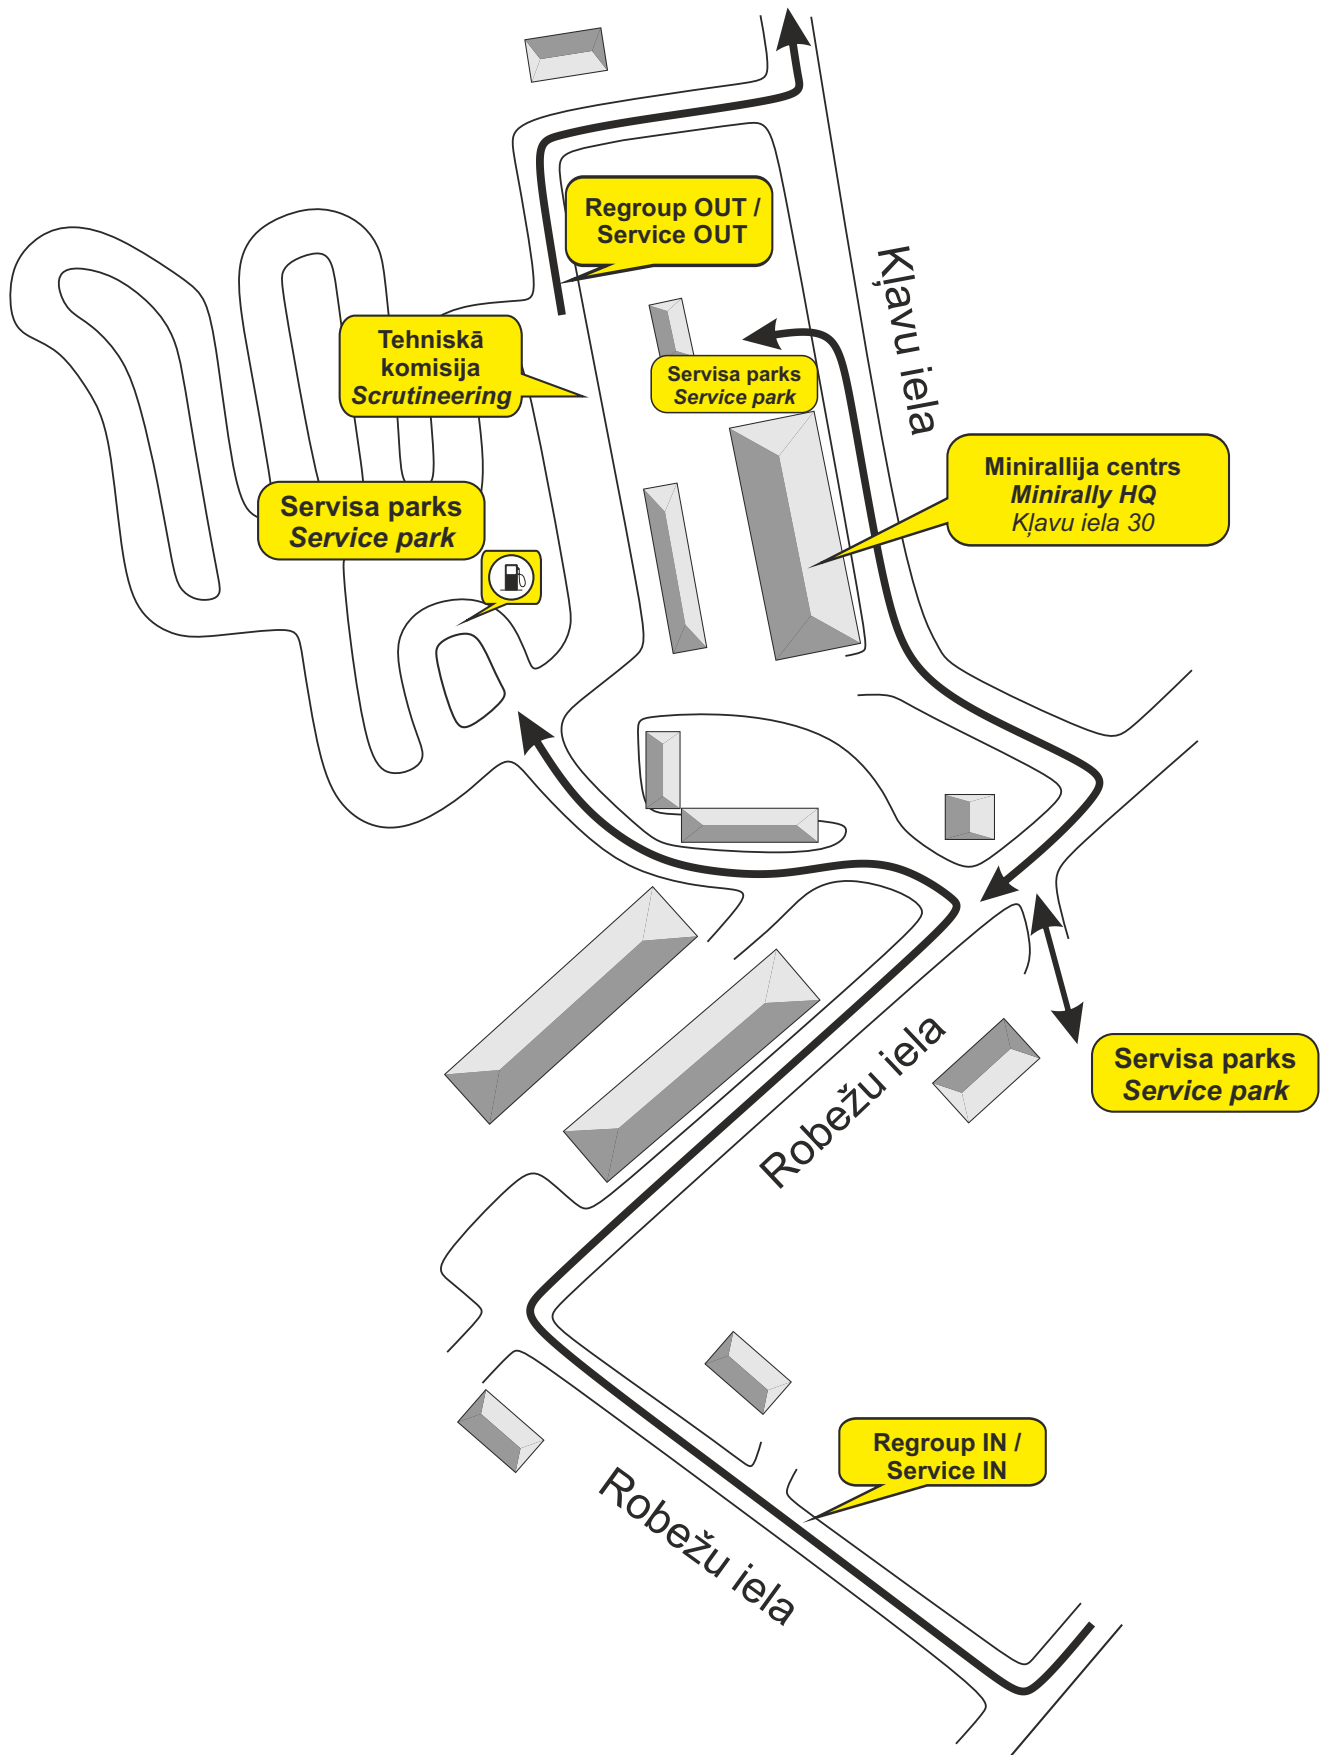 Regroup OUT /
Service OUT
Kļavu iela
Tehniskā
komisija
Scrutineering
Servisa parks
Service park
Minirallija centrs
Minirally HQ
Kļavu iela 30
Servisa parks
Service park
Robežu iela
Servisa parks
Service park
Regroup IN /
Service IN
Robežu iela